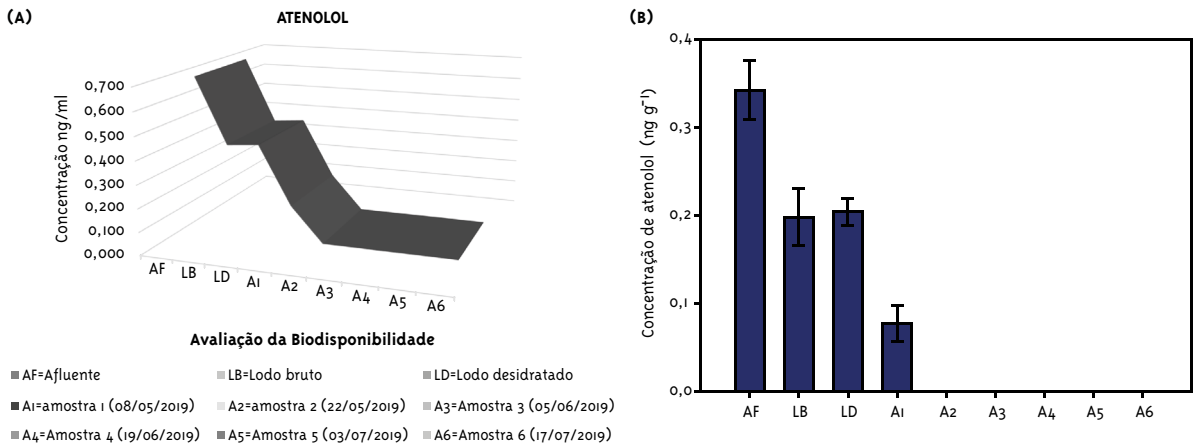 (A)
ATENOLOL
Concentração ng/ml
0,700
0,600
0,500
0,400
0,300
0,200
0,100
0,000
AF LB LD A1 A2 A3 A4 A5 A6
Avaliação da Biodisponibilidade
AF=Afluente LB=Lodo bruto LD=Lodo desidratado
A1=amostra 1 (08/05/2019) A2=amostra 2 (22/05/2019) A3=Amostra 3 (05/06/2019)
A4=Amostra 4 (19/06/2019) A5=Amostra 5 (03/07/2019) A6=Amostra 6 (17/07/2019)
(B)
Concentração de atenolol (ng g⁻¹)
0,4
0,3
0,2
0,1
0,0
AF LB LD A1 A2 A3 A4 A5 A6